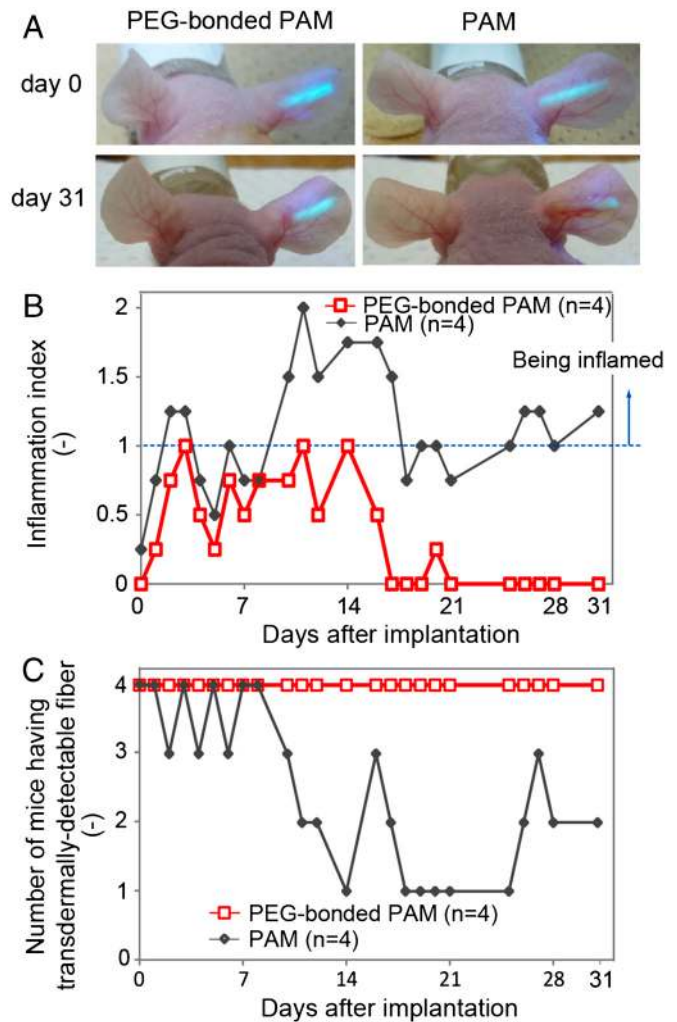 A
PEG-bonded PAM
PAM
day 0
day 31
B
Inflammation index
(-)
2
1.5
1
0.5
0
PEG-bonded PAM (n=4)
PAM (n=4)
Being inflamed
0
7
14
21
28
31
Days after implantation
C
Number of mice having
transdermally-detectable fiber
(-)
4
3
2
1
0
PEG-bonded PAM (n=4)
PAM (n=4)
0
7
14
21
28
31
Days after implantation